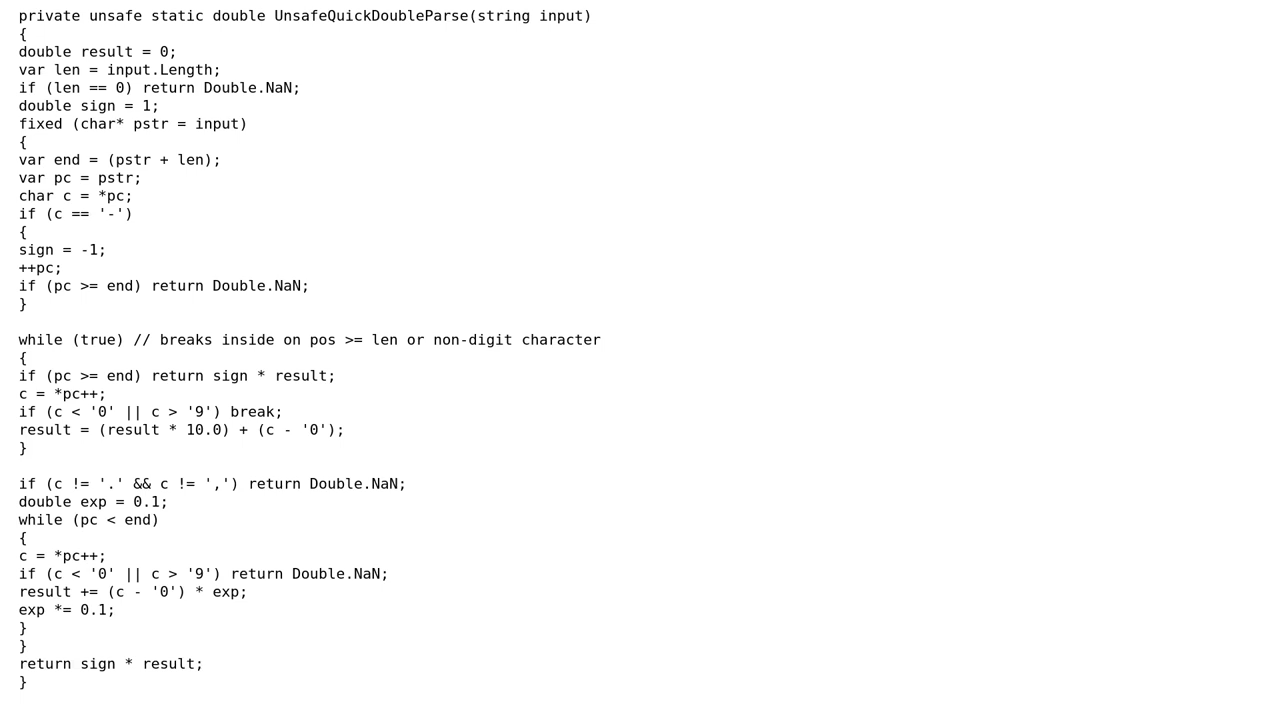 private unsafe static double UnsafeQuickDoubleParse(string input)
{
double result = 0;
var len = input.Length;
if (len == 0) return Double.NaN;
double sign = 1;
fixed (char* pstr = input)
{
var end = (pstr + len);
var pc = pstr;
char c = *pc;
if (c == '-')
{
sign = -1;
++pc;
if (pc >= end) return Double.NaN;
}

while (true) // breaks inside on pos >= len or non-digit character
{
if (pc >= end) return sign * result;
c = *pc++;
if (c < '0' || c > '9') break;
result = (result * 10.0) + (c - '0');
}

if (c != '.' && c != ',') return Double.NaN;
double exp = 0.1;
while (pc < end)
{
c = *pc++;
if (c < '0' || c > '9') return Double.NaN;
result += (c - '0') * exp;
exp *= 0.1;
}
}
return sign * result;
}